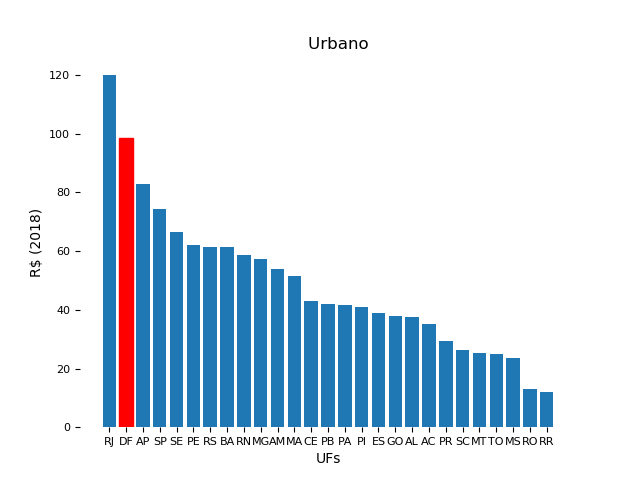 Urbano
R$ (2018)
120
100
80
60
40
20
0
RJ DF AP SP SE PE RS BA RN MG AM MA CE PB PA PI ES GO AL AC PR SC MT TO MS RO RR
UFs